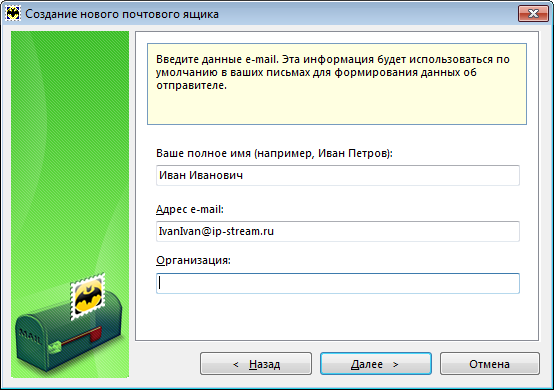 Создание нового почтового ящика
Введите данные e-mail. Эта информация будет использоваться по
умолчанию в ваших письмах для формирования данных об
отправителе.
Ваше полное имя (например, Иван Петров):
Иван Иванович
Адрес e-mail:
IvanIvan@ip-stream.ru
Организация:
MAIL
< Назад
Далее >
Отмена